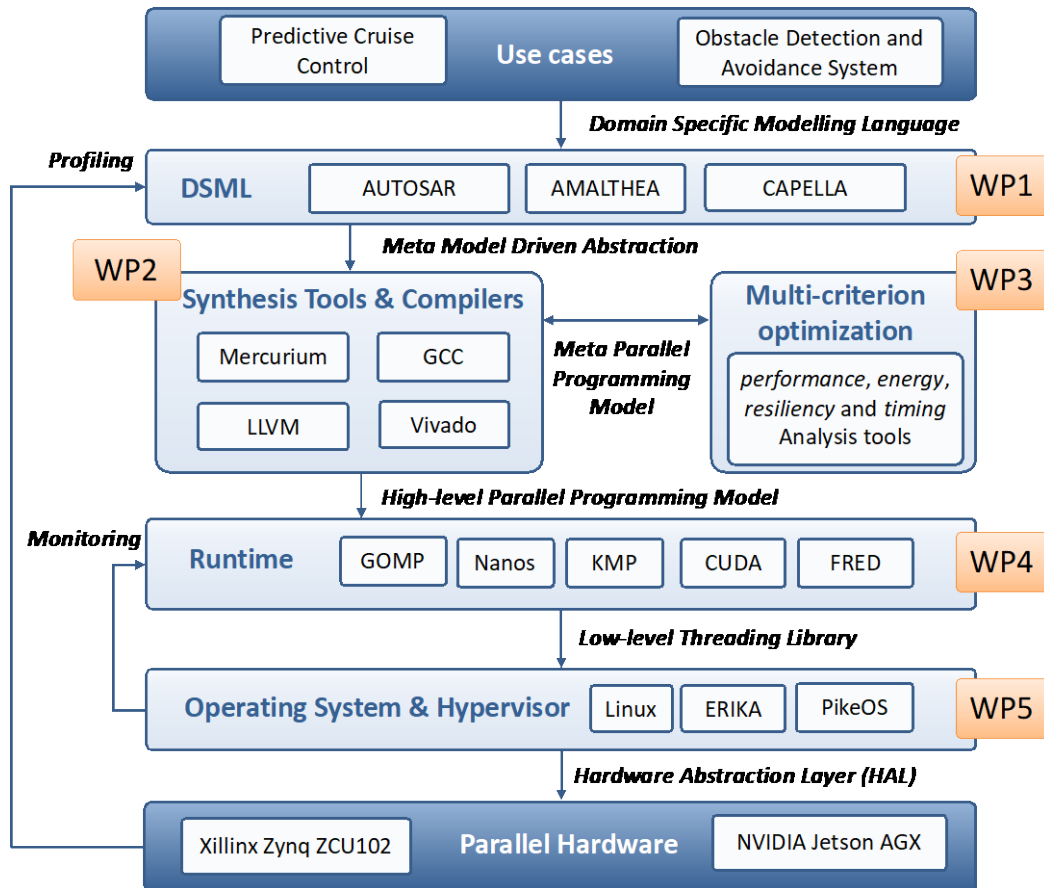 Predictive Cruise
Control
Use cases
Obstacle Detection and
Avoidance System
Domain Specific Modelling Language
Profiling
DSML
AUTOSAR
AMALTHEA
CAPELLA
WP1
Meta Model Driven Abstraction
WP2
Synthesis Tools & Compilers
Mercurium
GCC
LLVM
Vivado
Meta Parallel
Programming
Model
WP3
Multi-criterion
optimization
performance, energy,
resiliency and timing
Analysis tools
High-level Parallel Programming Model
Monitoring
Runtime
GOMP
Nanos
KMP
CUDA
FRED
WP4
Low-level Threading Library
Operating System & Hypervisor
Linux
ERIKA
PikeOS
WP5
Hardware Abstraction Layer (HAL)
Xillinx Zynq ZCU102
Parallel Hardware
NVIDIA Jetson AGX